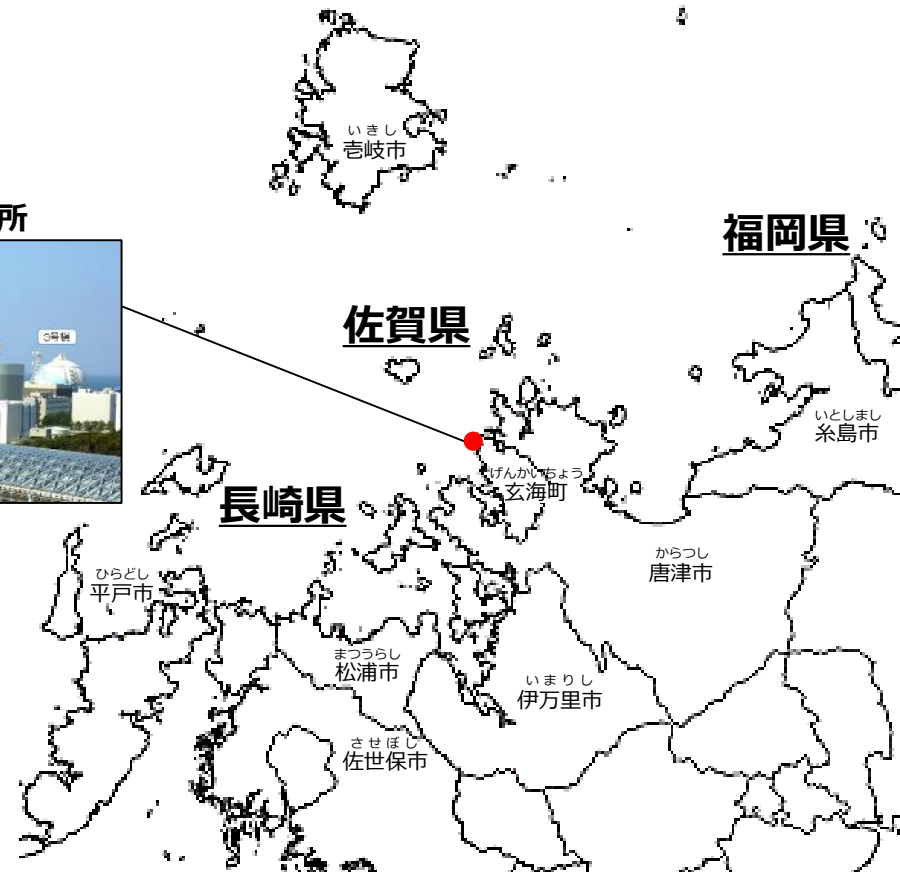 いきし
壱岐市
所
福岡県
佐賀県
3号機
いとしまし
糸島市
げんかいちょう
玄海町
長崎県
からつし
唐津市
ひらどし
平戸市
まつうらし
松浦市
いまりし
伊万里市
させぼし
佐世保市